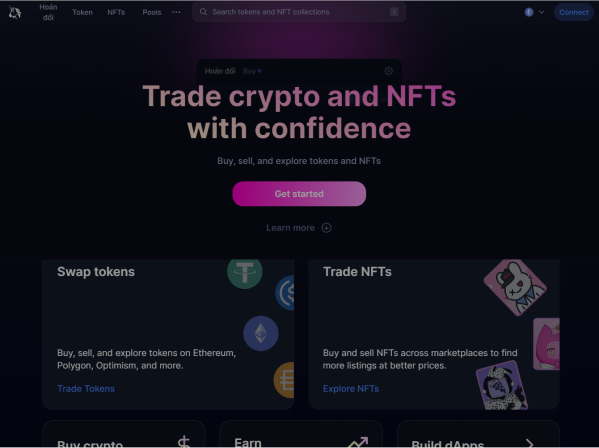 Hoán đổi
Token
NFTs
Pools
Search tokens and NFT collections
/
Connect
Hoán đổi
Buy
Trade crypto and NFTs
with confidence
Buy, sell, and explore tokens and NFTs
Get started
Learn more
Swap tokens
Buy, sell, and explore tokens on Ethereum,
Polygon, Optimism, and more.
Trade Tokens
Trade NFTs
Buy and sell NFTs across marketplaces to find
more listings at better prices.
Explore NFTs
Buy crypto
Earn
Build dApps